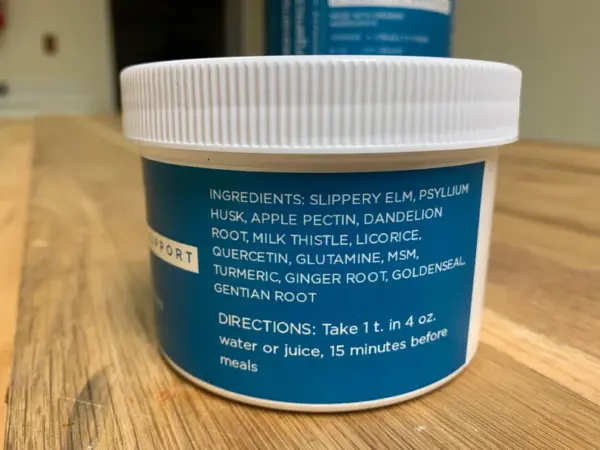 INGREDIENTS: SLIPPERY ELM, PSYLLIUM
HUSK, APPLE PECTIN, DANDELION
ROOT, MILK THISTLE, LICORICE,
QUERCETIN, GLUTAMINE, MSM,
TURMERIC, GINGER ROOT, GOLDENSEAL,
GENTIAN ROOT
DIRECTIONS: Take 1 t. in 4 oz.
water or juice, 15 minutes before
meals